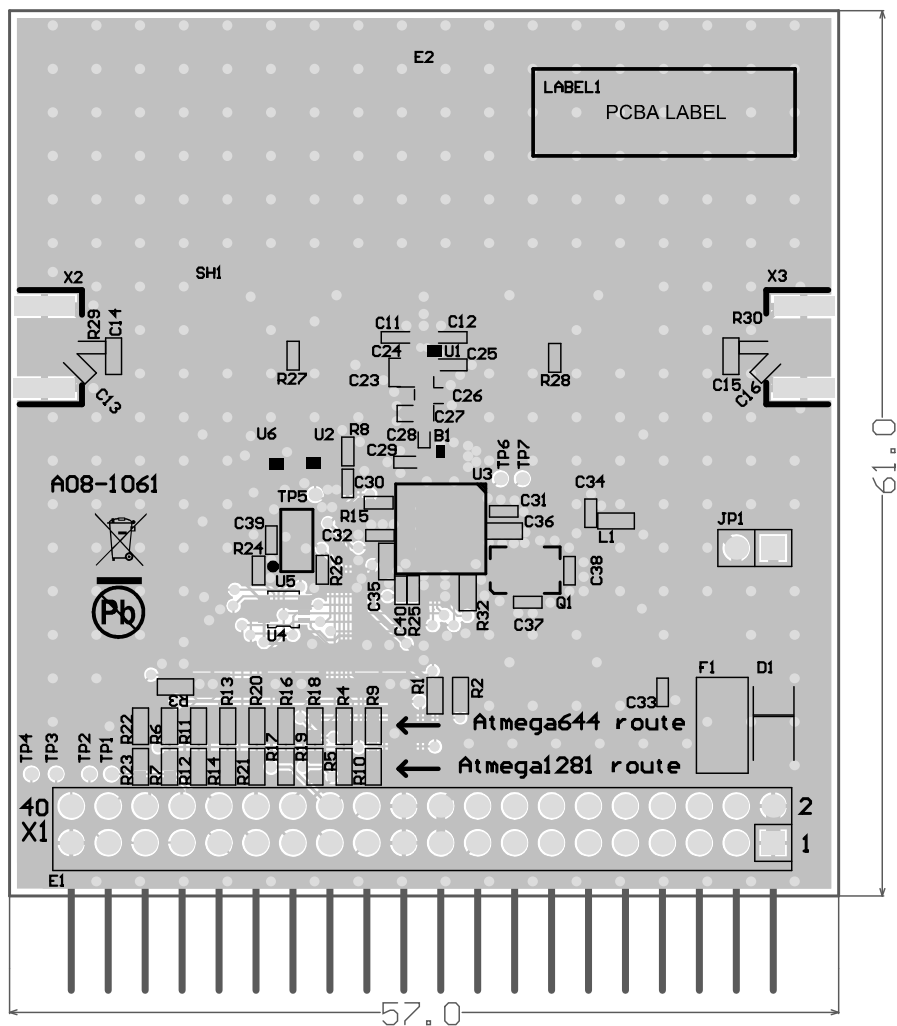 E2
LABEL1
PCBA LABEL
61.0
X2
SH1
X3
R29
C14
R30
C11
C12
C24
U1
C25
R27
C23
R28
C15
C16
C13
C26
C27
U6
U2
R8
C28
B1
C29
TP6
TP7
U3
A08-1061
TP5
C30
C34
R15
C31
C39
C32
C36
L1
JP1
R24
R26
C38
U5
C35
Q1
C40
R25
R32
C37
U4
Pb
R3
R13
R20
R16
R18
R4
R9
R1
R2
C33
F1
D1
R22
R6
R11
Atmega644 route
TP4
TP3
TP2
TP1
R23
R7
R12
R14
R21
R17
R19
R5
R10
Atmega1281 route
40
2
X1
1
E1
57.0